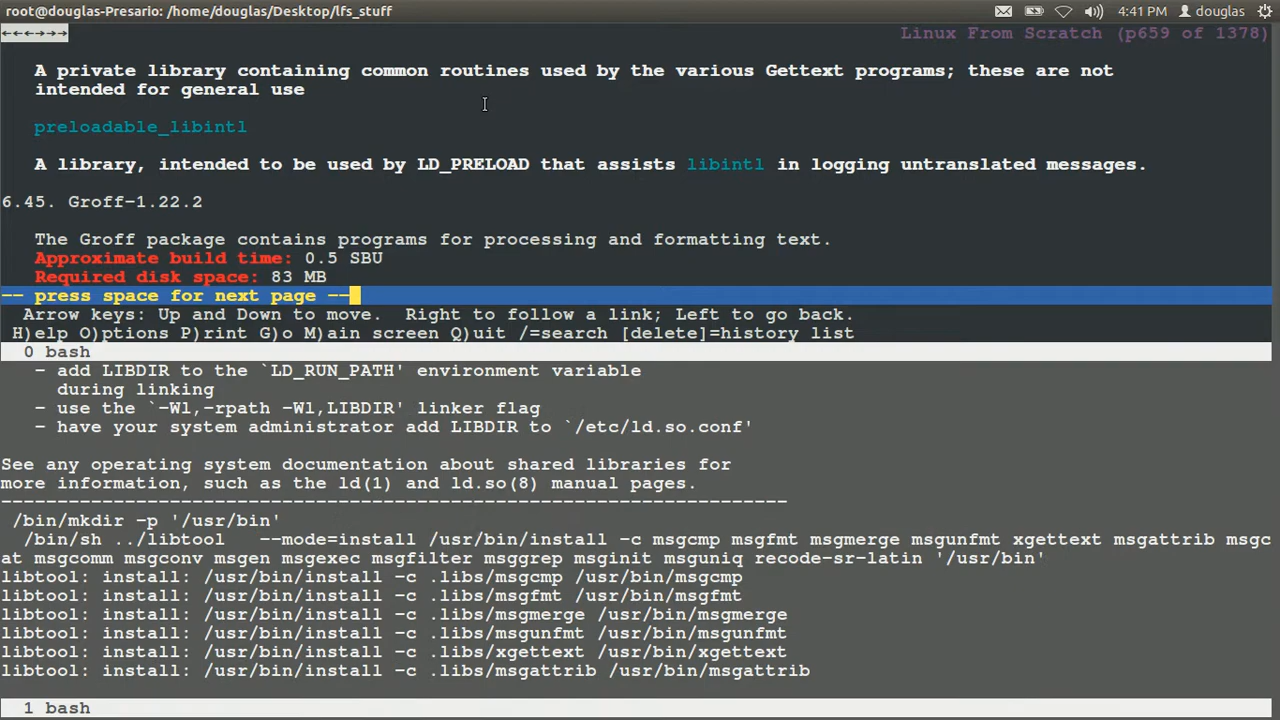 root@douglas-Presario: /home/douglas/Desktop/lfs_stuff
4:41 PM douglas
←←←→→→ Linux From Scratch (p659 of 1378)
A private library containing common routines used by the various Gettext programs; these are not
intended for general use
preloadable_libintl
A library, intended to be used by LD_PRELOAD that assists libintl in logging untranslated messages.
6.45. Groff-1.22.2
The Groff package contains programs for processing and formatting text.
Approximate build time: 0.5 SBU
Required disk space: 83 MB
-- press space for next page --
Arrow keys: Up and Down to move.  Right to follow a link; Left to go back.
H)elp O)ptions P)rint G)o M)ain screen Q)uit /=search [delete]=history list
0 bash
- add LIBDIR to the `LD_RUN_PATH' environment variable
during linking
- use the `-Wl,-rpath -Wl,LIBDIR' linker flag
- have your system administrator add LIBDIR to `/etc/ld.so.conf'
See any operating system documentation about shared libraries for
more information, such as the ld(1) and ld.so(8) manual pages.
----------------------------------------------------------------------
/bin/mkdir -p '/usr/bin'
/bin/sh ../libtool   --mode=install /usr/bin/install -c msgcmp msgfmt msgmerge msgunfmt xgettext msgattrib msgc
at msgcomm msgconv msgen msgexec msgfilter msggrep msginit msguniq recode-sr-latin '/usr/bin'
libtool: install: /usr/bin/install -c .libs/msgcmp /usr/bin/msgcmp
libtool: install: /usr/bin/install -c .libs/msgfmt /usr/bin/msgfmt
libtool: install: /usr/bin/install -c .libs/msgmerge /usr/bin/msgmerge
libtool: install: /usr/bin/install -c .libs/msgunfmt /usr/bin/msgunfmt
libtool: install: /usr/bin/install -c .libs/xgettext /usr/bin/xgettext
libtool: install: /usr/bin/install -c .libs/msgattrib /usr/bin/msgattrib
1 bash